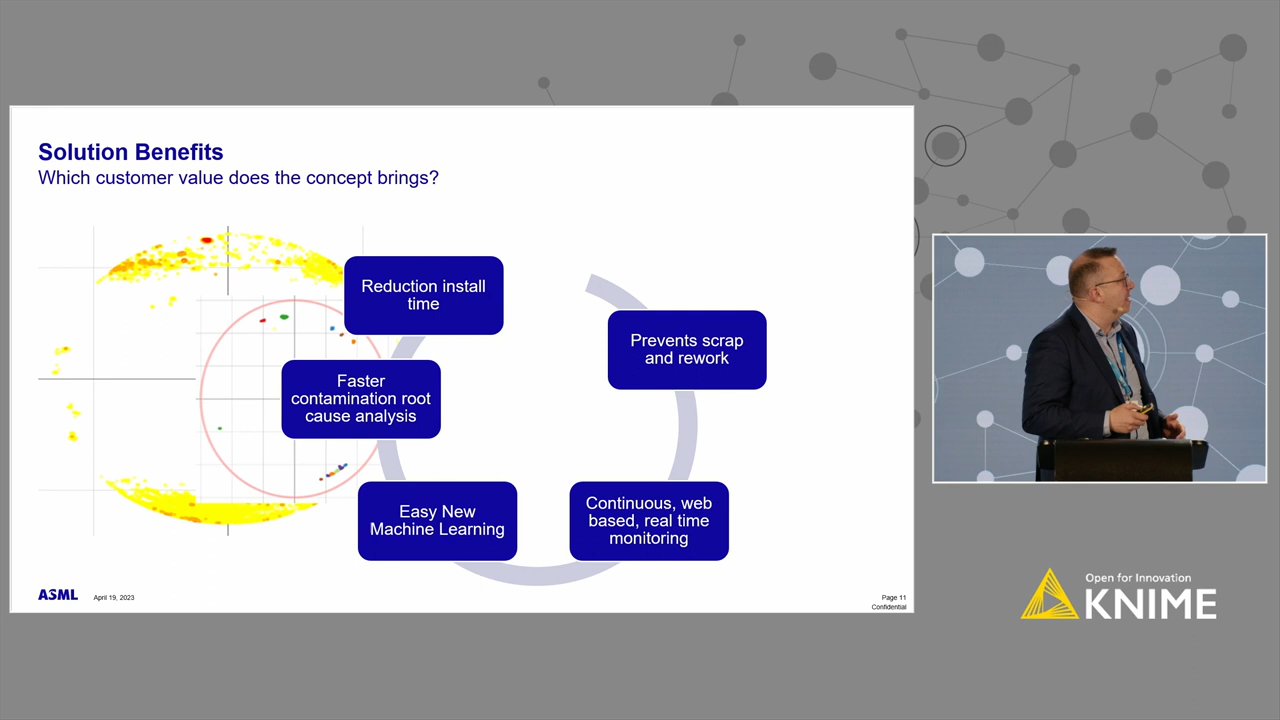 Solution Benefits
Which customer value does the concept brings?
Reduction install
time
Prevents scrap
and rework
Faster
contamination root
cause analysis
Easy New
Machine Learning
Continuous, web
based, real time
monitoring
ASML
April 19, 2023
Page 11
Confidential
Open for Innovation
KNIME